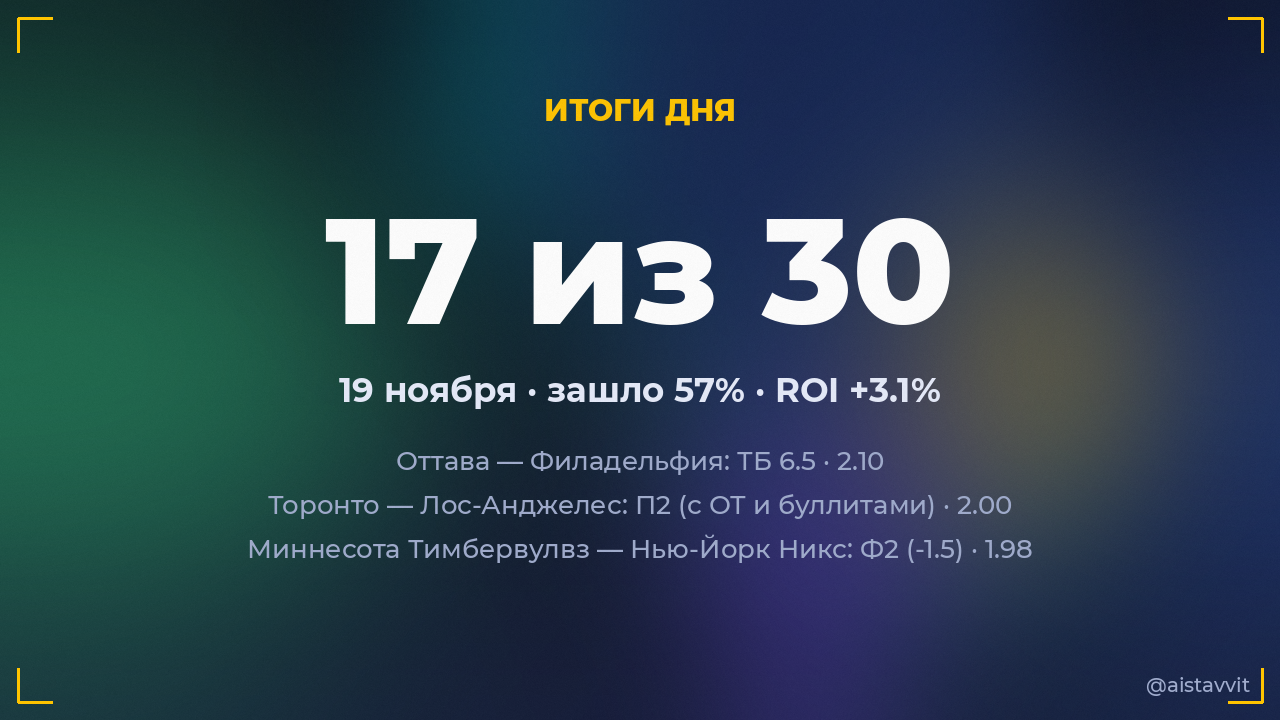 ИТОГИ ДНЯ
17 из 30
19 ноября · зашло 57% · ROI +3.1%
Оттава — Филадельфия: ТБ 6.5 · 2.10
Торонто — Лос-Анджелес: П2 (с ОТ и буллитами) · 2.00
Миннесота Тимбервулвз — Нью-Йорк Никс: Ф2 (-1.5) · 1.98
@aistavvit